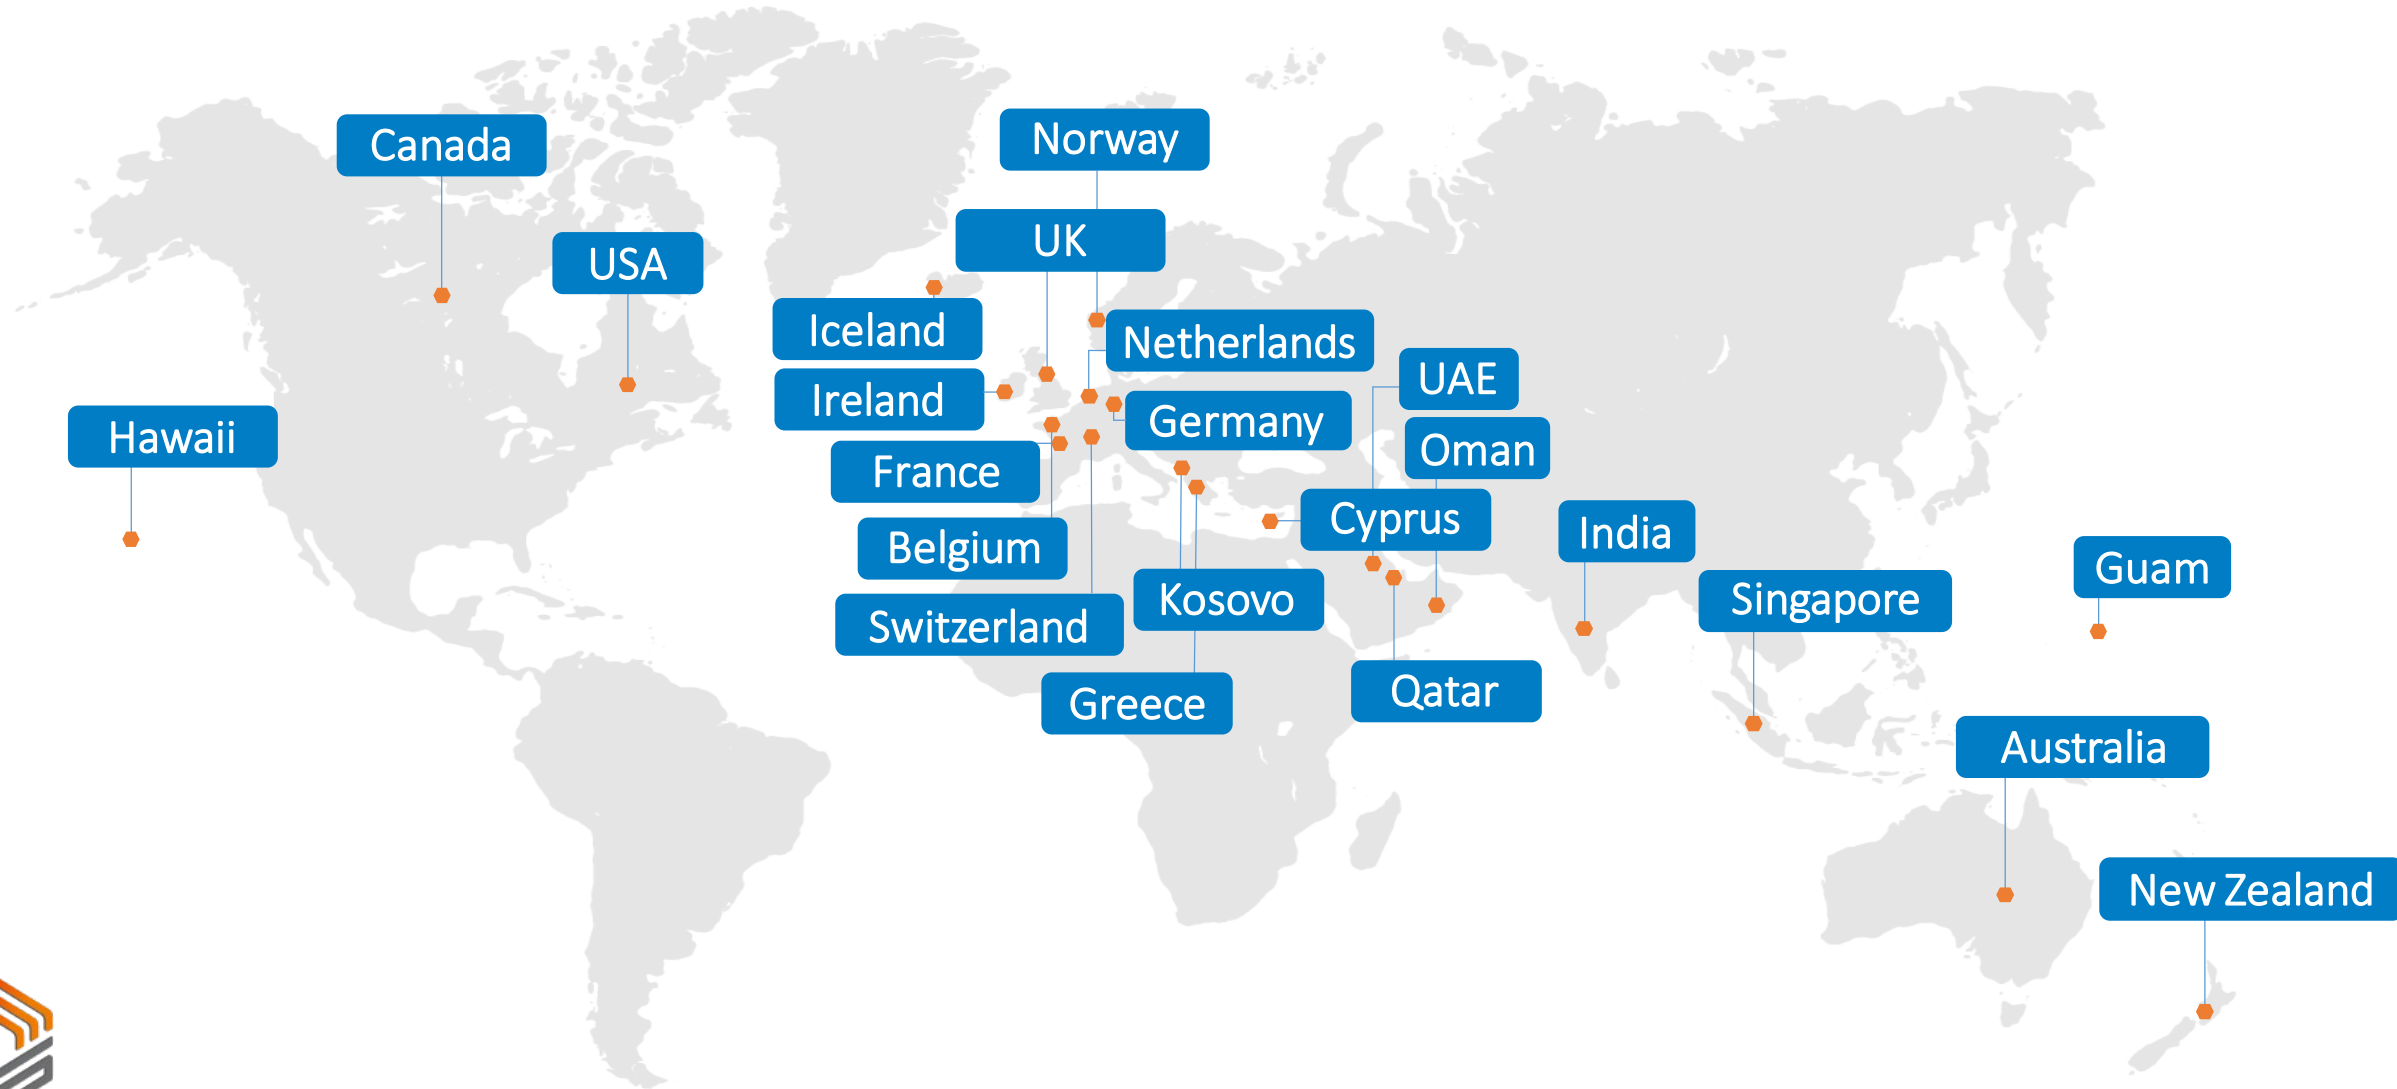 Canada
Norway
UK
USA
Iceland
Netherlands
UAE
Ireland
Germany
Hawaii
Oman
France
Cyprus
India
Belgium
Guam
Kosovo
Singapore
Switzerland
Qatar
Greece
Australia
New Zealand